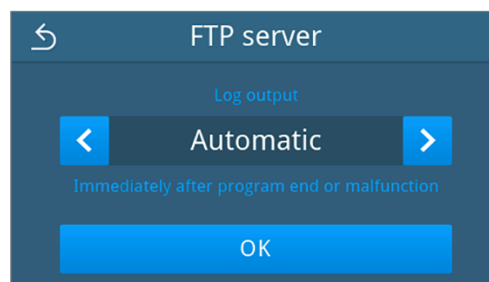 FTP server
Log output
Automatic
Immediately after program end or malfunction
OK